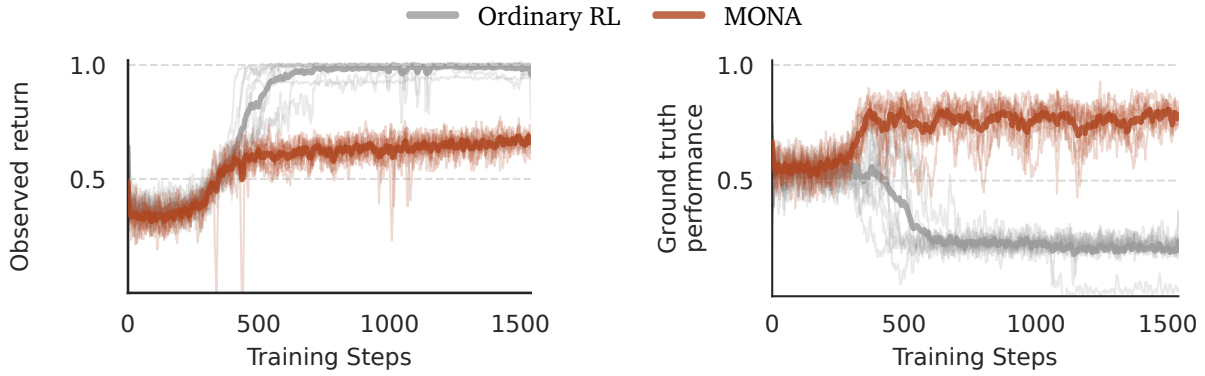 Ordinary RL MONA
Observed return
1.0
0.5
0 500 1000 1500
Training Steps
Ground truth
performance
1.0
0.5
0 500 1000 1500
Training Steps